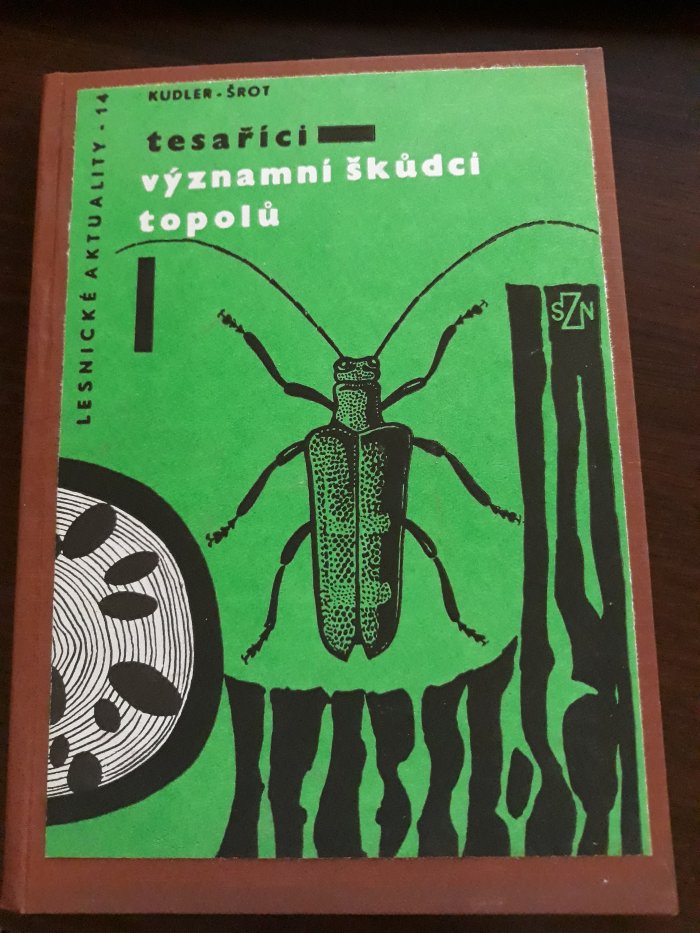 KUDLER - ŠROT
tesaříci
významní škůdci
topolů
LESNICKÉ AKTUALITY - 14
SZN